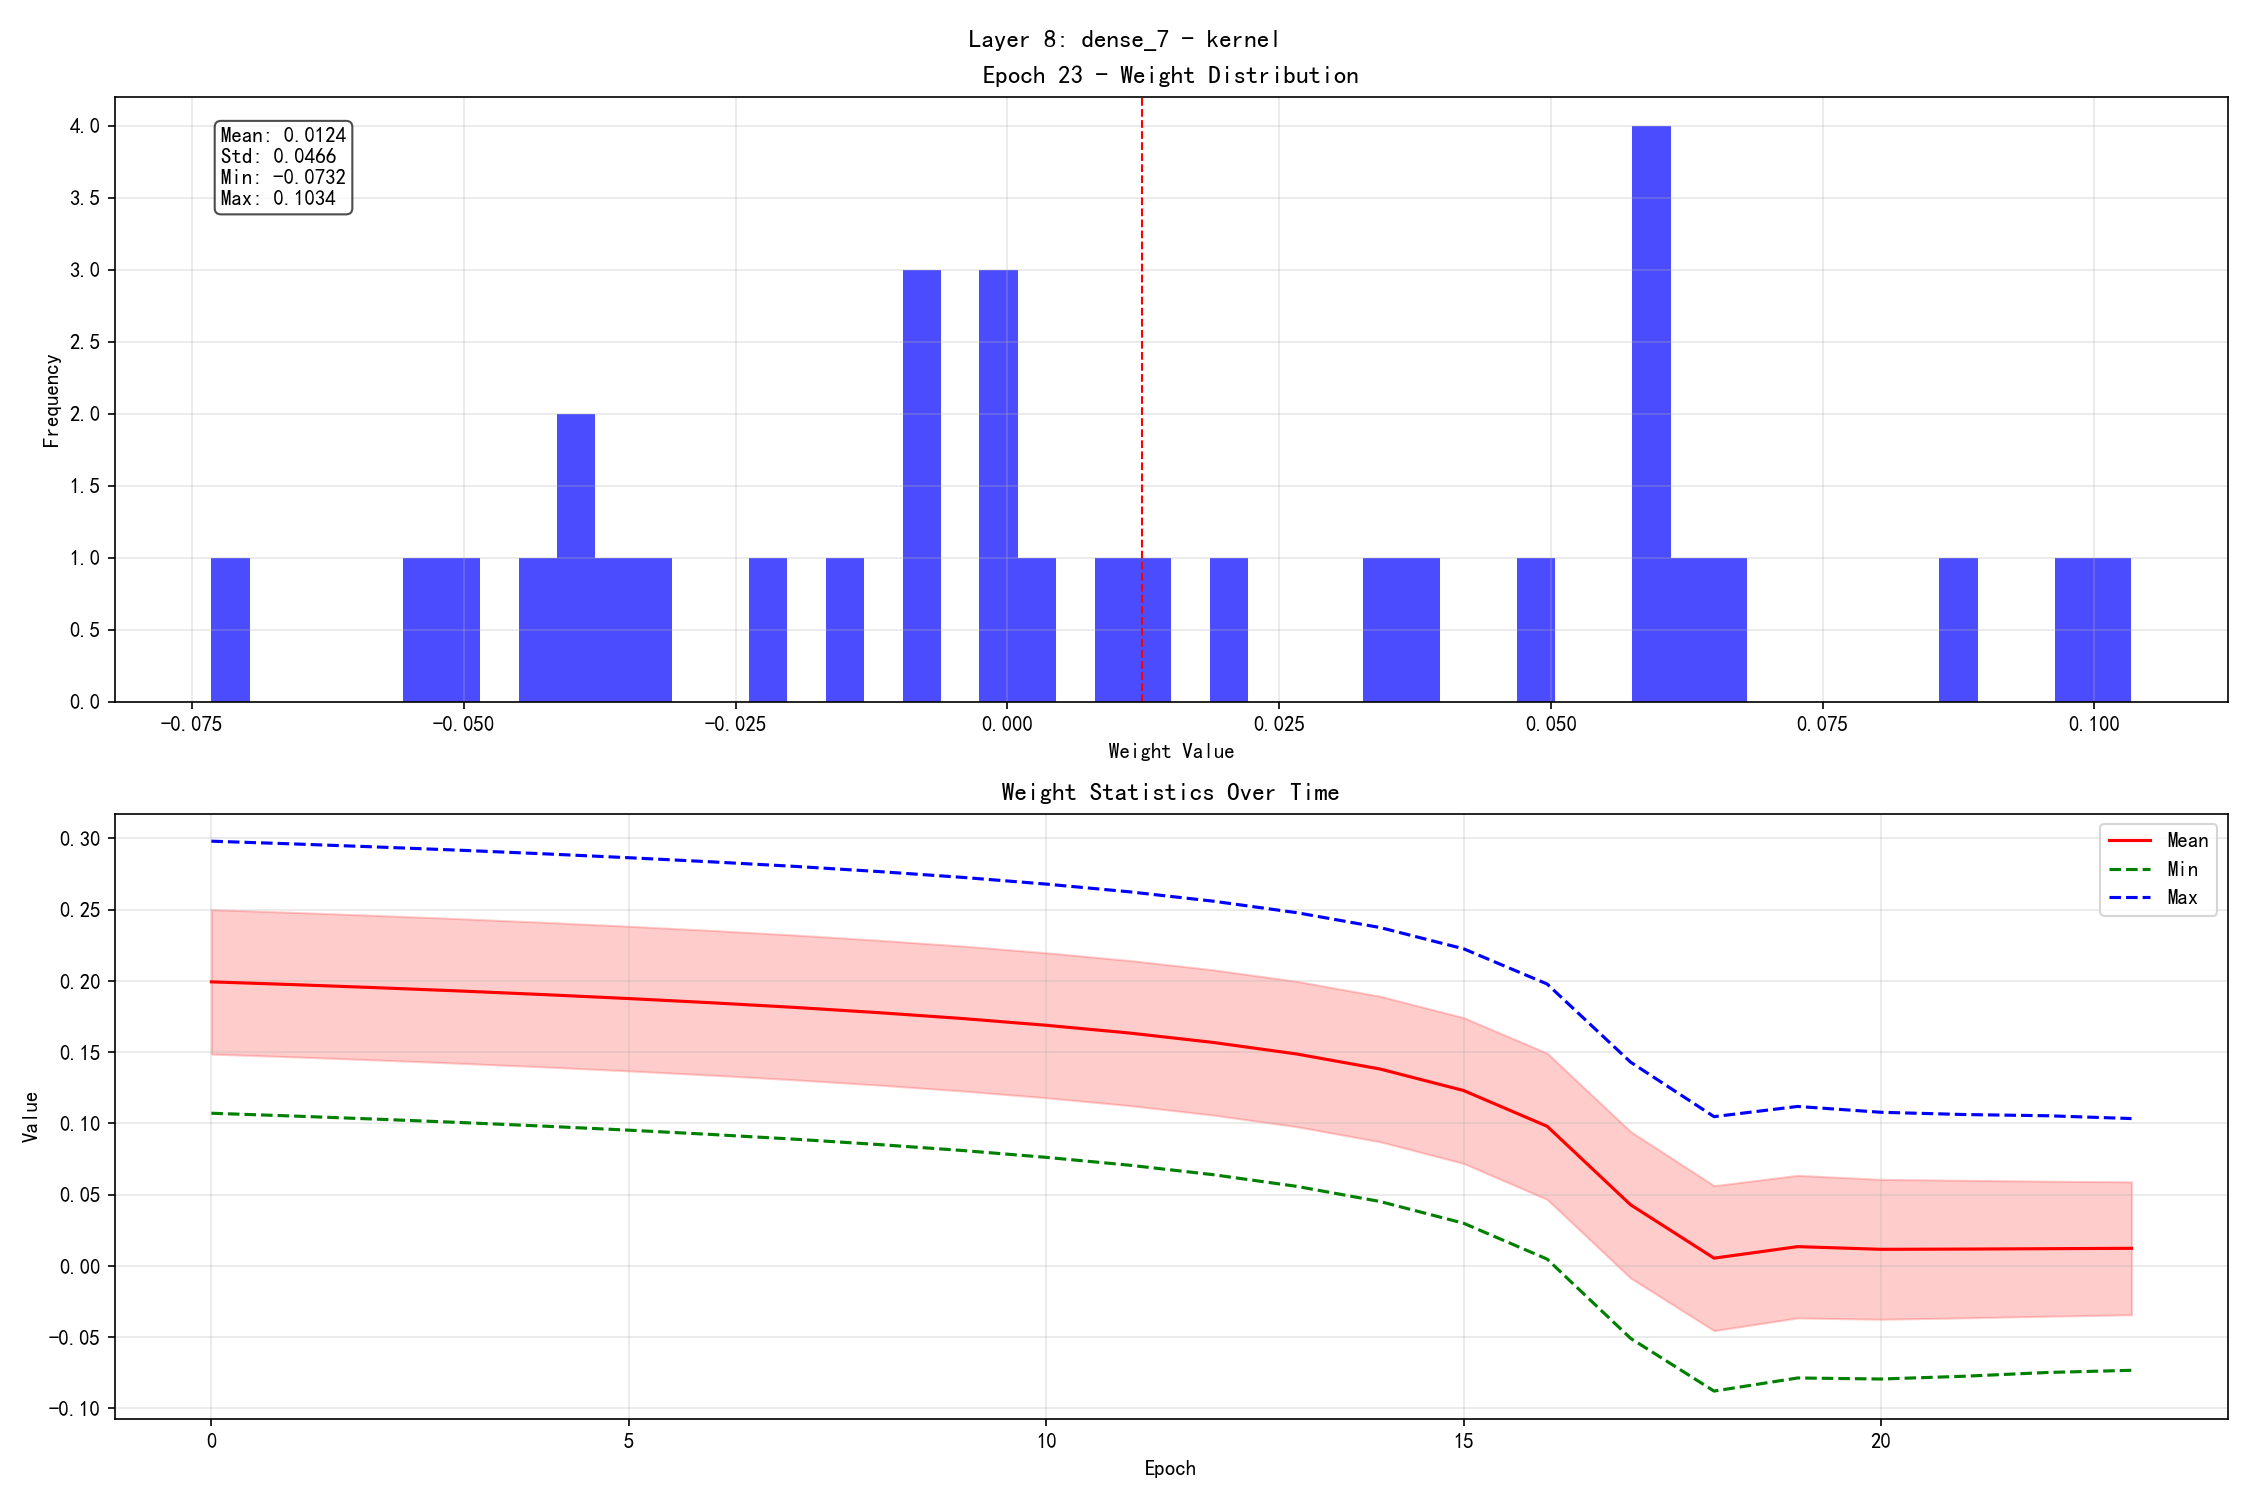 Layer 8: dense_7 - kernel
Epoch 23 - Weight Distribution
Mean: 0.0124
Std: 0.0466
Min: -0.0732
Max: 0.1034
4.0
3.5
3.0
2.5
2.0
1.5
1.0
0.5
0.0
Frequency
-0.075 -0.050 -0.025 0.000 0.025 0.050 0.075 0.100
Weight Value
Weight Statistics Over Time
Mean
Min
Max
0.30
0.25
0.20
0.15
0.10
0.05
0.00
-0.05
-0.10
Value
0 5 10 15 20
Epoch